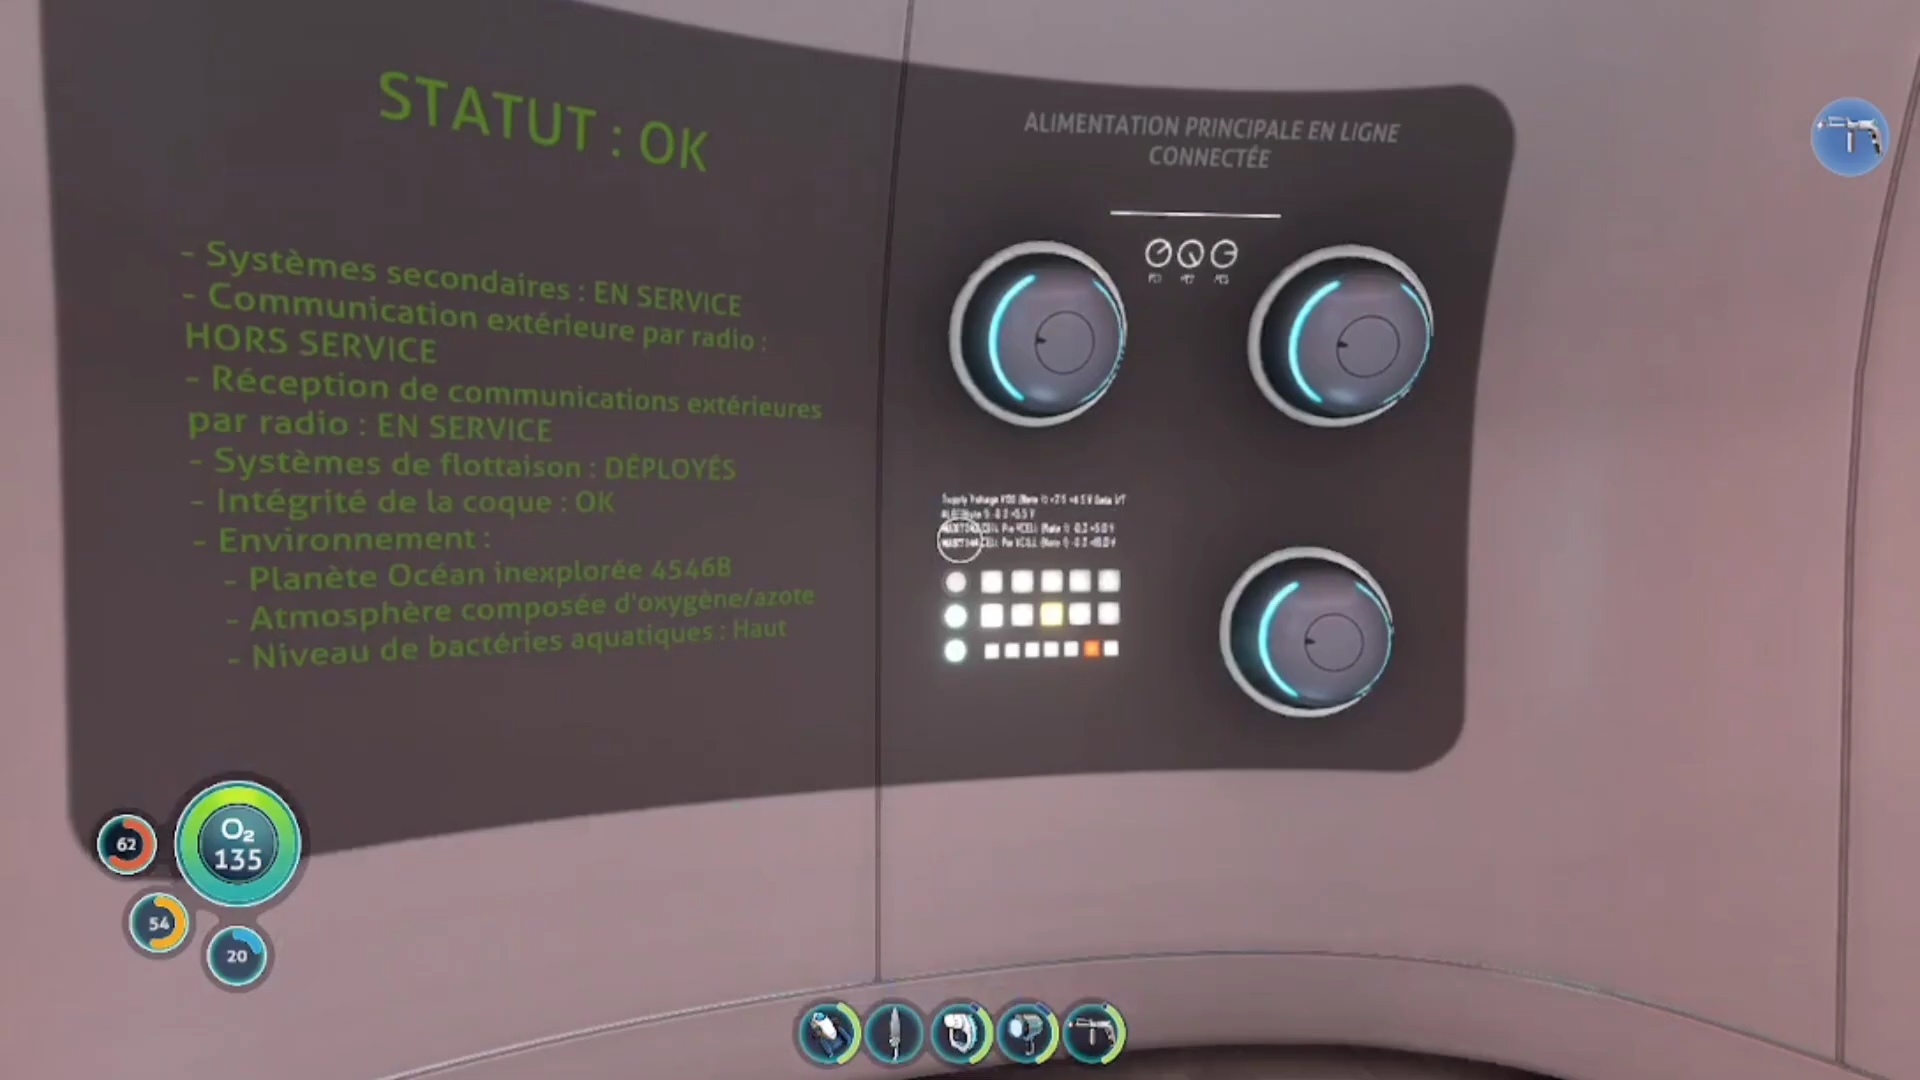 STATUT : OK
- Systèmes secondaires : EN SERVICE
- Communication extérieure par radio :
HORS SERVICE
- Réception de communications extérieures
par radio : EN SERVICE
- Systèmes de flottaison : DÉPLOYÉS
- Intégrité de la coque : OK
- Environnement :
- Planète Océan inexplorée 4546B
- Atmosphère composée d'oxygène/azote
- Niveau de bactéries aquatiques : Haut
ALIMENTATION PRINCIPALE EN LIGNE
CONNECTÉE
Supply Voltage
62
O₂
135
54
20